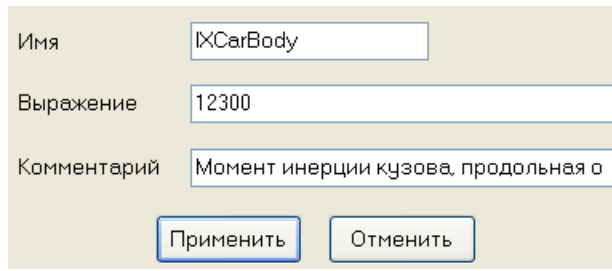 Имя IXCarBody
Выражение 12300
Комментарий Момент инерции кузова, продольная о
Применить Отменить